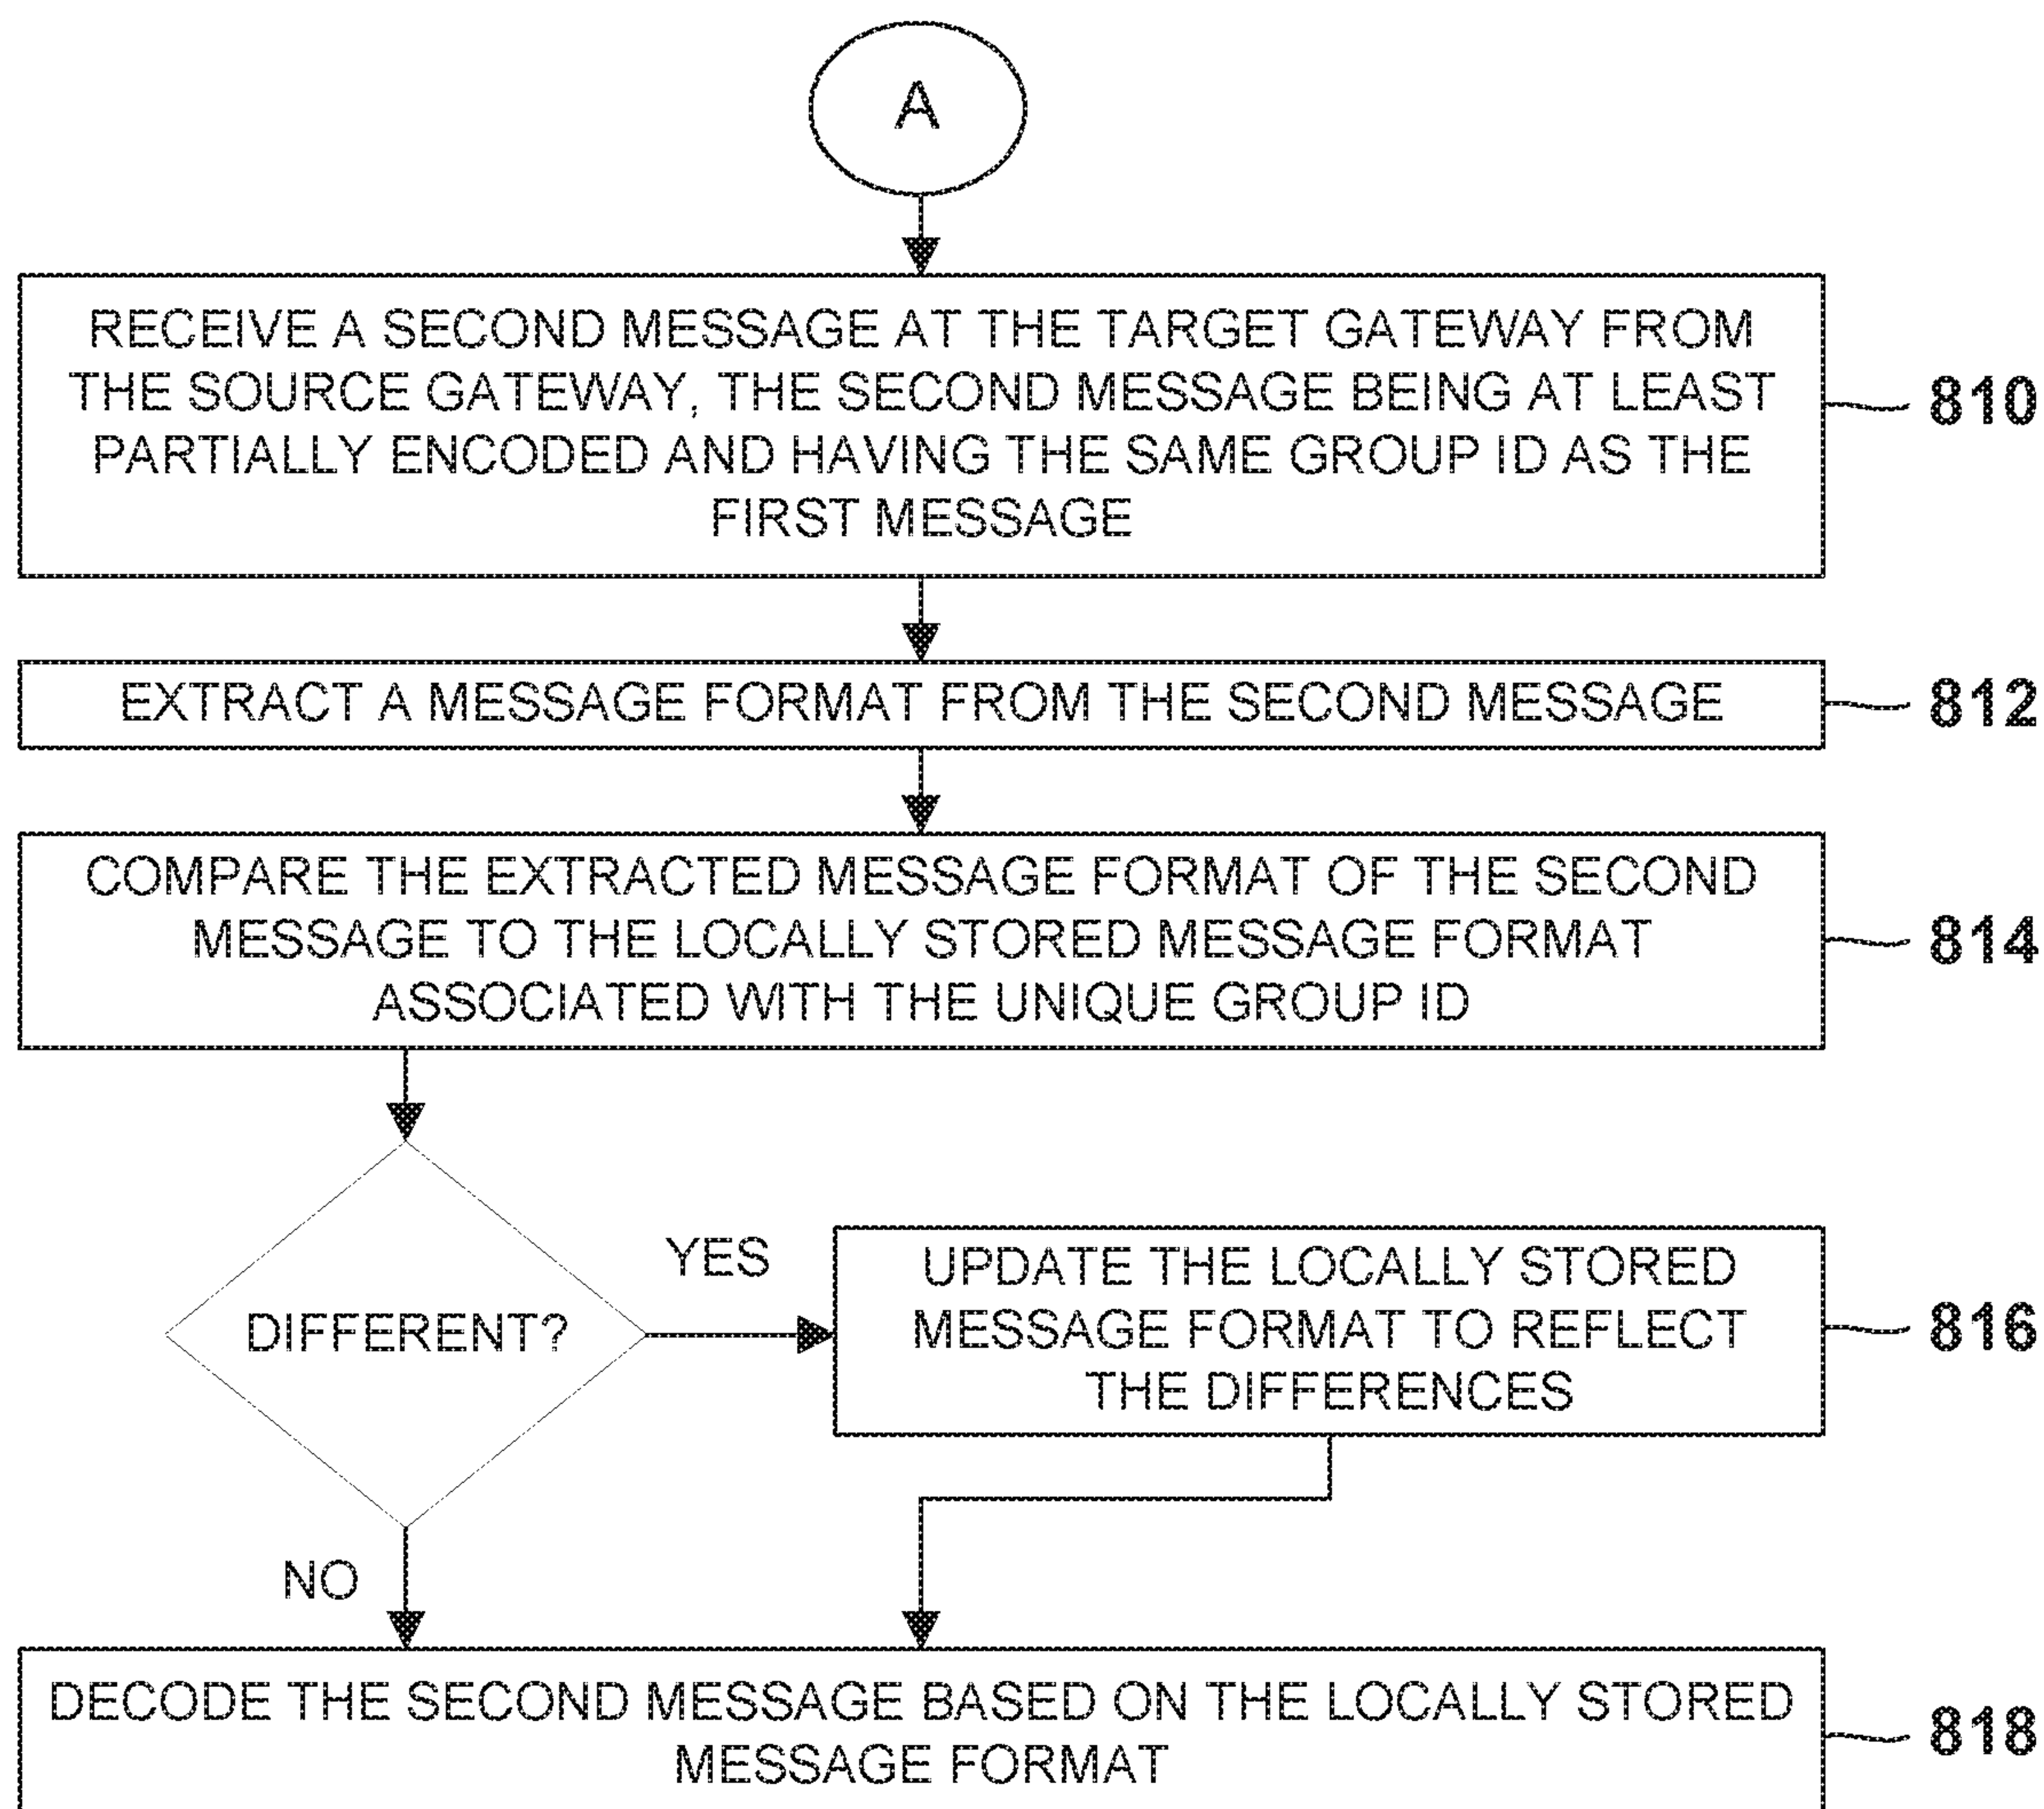 A
RECEIVE A SECOND MESSAGE AT THE TARGET GATEWAY FROM
THE SOURCE GATEWAY, THE SECOND MESSAGE BEING AT LEAST
PARTIALLY ENCODED AND HAVING THE SAME GROUP ID AS THE
FIRST MESSAGE
810
EXTRACT A MESSAGE FORMAT FROM THE SECOND MESSAGE
812
COMPARE THE EXTRACTED MESSAGE FORMAT OF THE SECOND
MESSAGE TO THE LOCALLY STORED MESSAGE FORMAT
ASSOCIATED WITH THE UNIQUE GROUP ID
814
DIFFERENT?
YES
UPDATE THE LOCALLY STORED
MESSAGE FORMAT TO REFLECT
THE DIFFERENCES
816
NO
DECODE THE SECOND MESSAGE BASED ON THE LOCALLY STORED
MESSAGE FORMAT
818